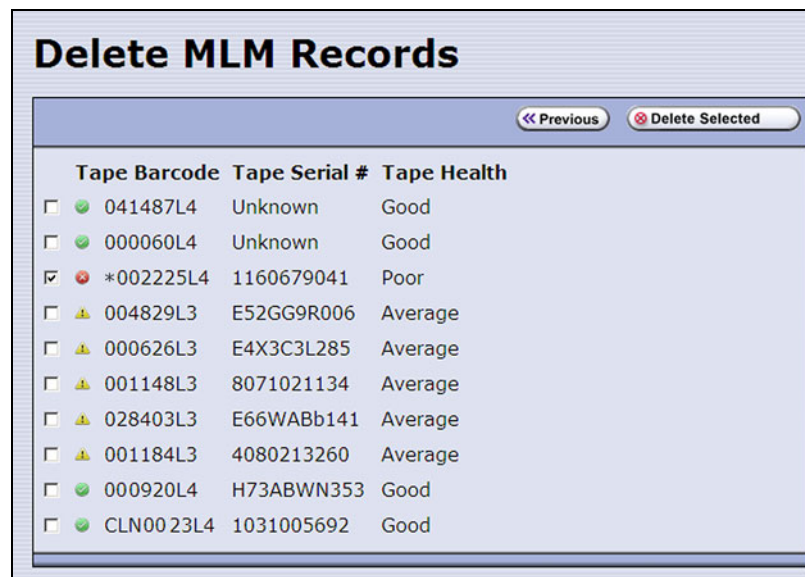 Delete MLM Records
Previous Delete Selected
Tape Barcode Tape Serial # Tape Health
041487L4 Unknown Good
000060L4 Unknown Good
*002225L4 1160679041 Poor
004829L3 E52GG9R006 Average
000626L3 E4X3C3L285 Average
001148L3 8071021134 Average
028403L3 E66WABb141 Average
001184L3 4080213260 Average
000920L4 H73ABWN353 Good
CLN0023L4 1031005692 Good